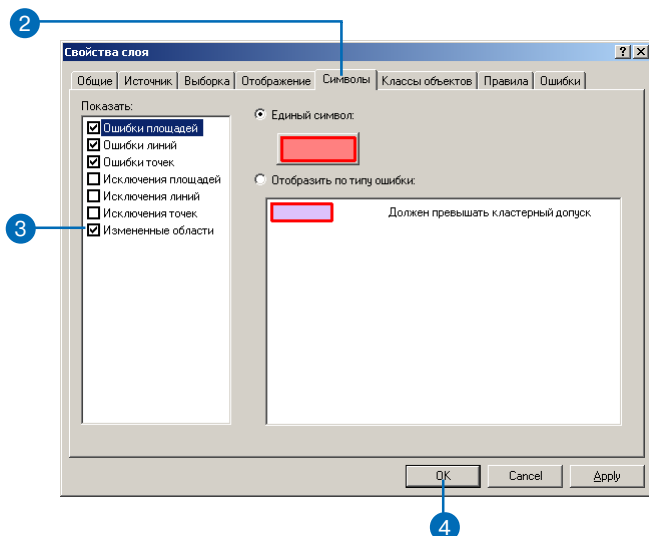 2
Свойства слоя
Общие Источник Выборка Отображение Символы Классы объектов Правила Ошибки
Показать:
Ошибки площадей
Ошибки линий
Ошибки точек
Исключения площадей
Исключения линий
Исключения точек
3
Измененные области
Единый символ:
Отобразить по типу ошибки:
Должен превышать кластерный допуск
OK Cancel Apply
4